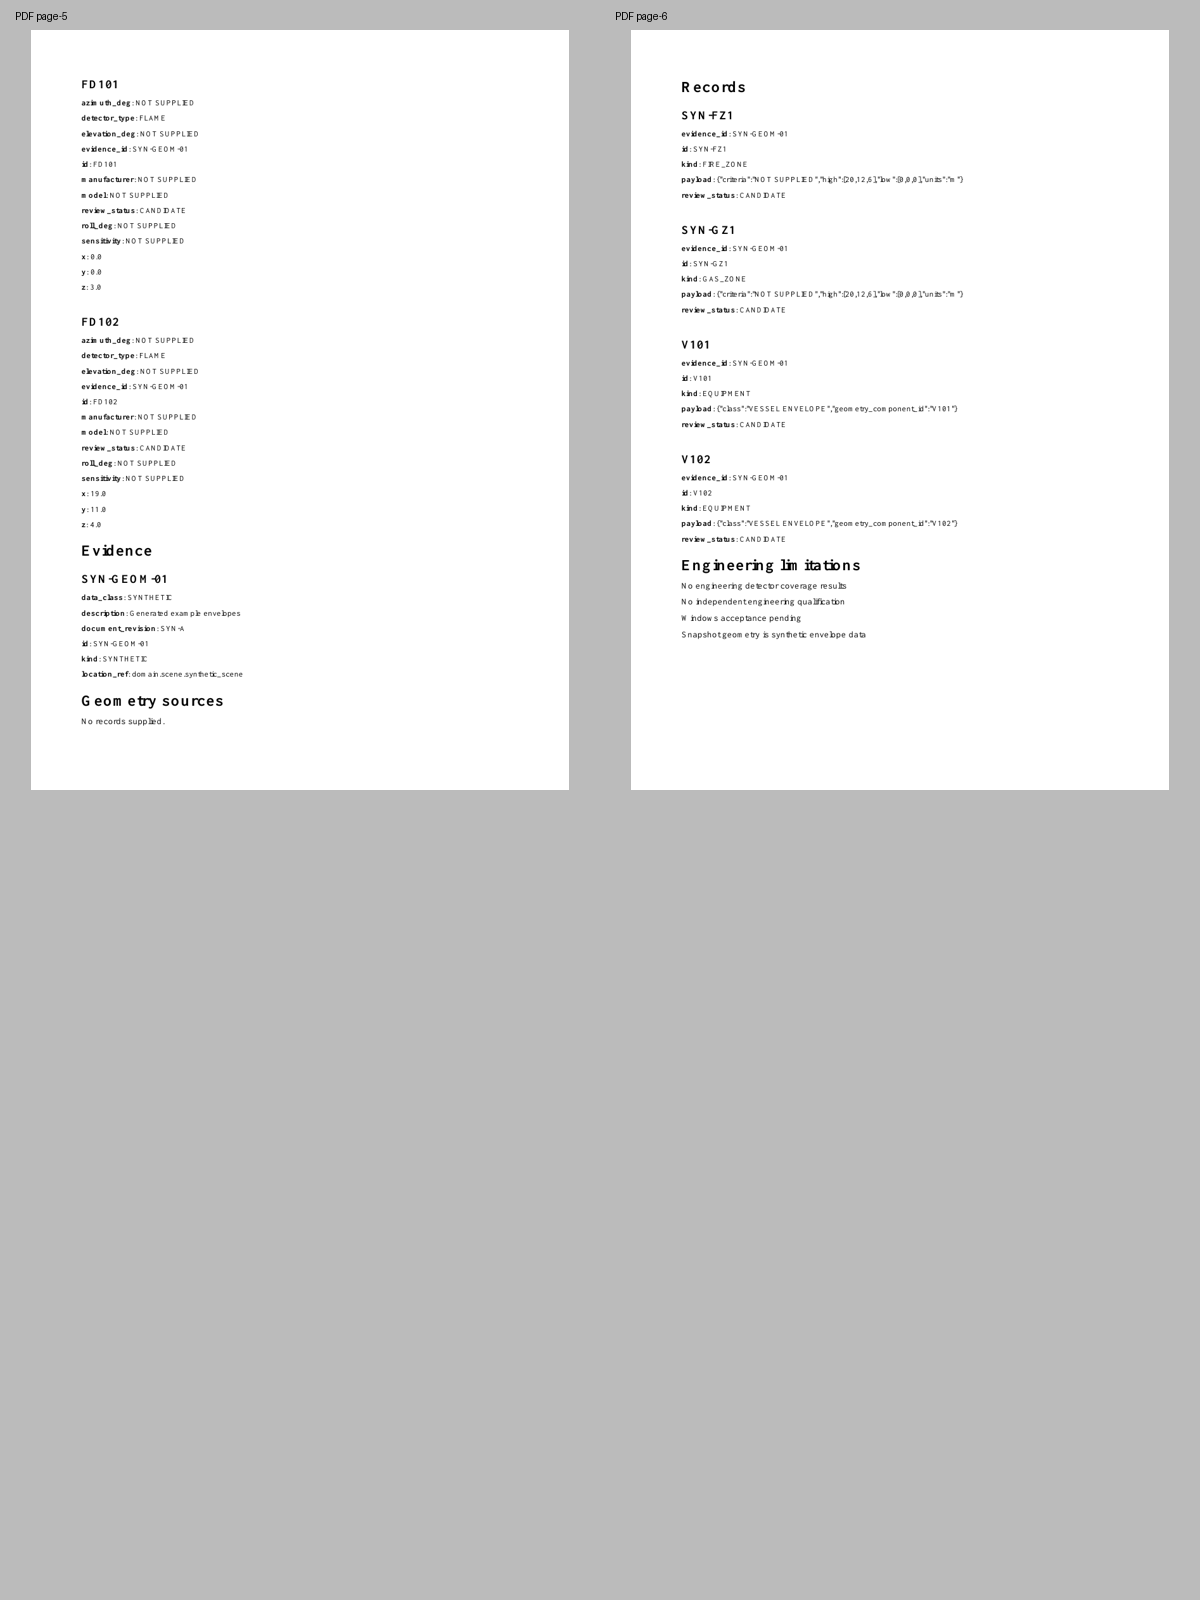 PDF page-5
FD101
azimuth_deg: NOT SUPPLIED
detector_type: FLAME
elevation_deg: NOT SUPPLIED
evidence_id: SYN-GEOM-01
id: FD101
manufacturer: NOT SUPPLIED
model: NOT SUPPLIED
review_status: CANDIDATE
roll_deg: NOT SUPPLIED
sensitivity: NOT SUPPLIED
x: 0.0
y: 0.0
z: 3.0
FD102
azimuth_deg: NOT SUPPLIED
detector_type: FLAME
elevation_deg: NOT SUPPLIED
evidence_id: SYN-GEOM-01
id: FD102
manufacturer: NOT SUPPLIED
model: NOT SUPPLIED
review_status: CANDIDATE
roll_deg: NOT SUPPLIED
sensitivity: NOT SUPPLIED
x: 19.0
y: 11.0
z: 4.0
Evidence
SYN-GEOM-01
data_class: SYNTHETIC
description: Generated example envelopes
document_revision: SYN-A
id: SYN-GEOM-01
kind: SYNTHETIC
location_ref: domain.scene.synthetic_scene
Geometry sources
No records supplied.
PDF page-6
Records
SYN-FZ1
evidence_id: SYN-GEOM-01
id: SYN-FZ1
kind: FIRE_ZONE
payload: {"criteria":"NOT SUPPLIED","high":[20,12,6],"low":[0,0,0],"units":"m"}
review_status: CANDIDATE
SYN-GZ1
evidence_id: SYN-GEOM-01
id: SYN-GZ1
kind: GAS_ZONE
payload: {"criteria":"NOT SUPPLIED","high":[20,12,6],"low":[0,0,0],"units":"m"}
review_status: CANDIDATE
V101
evidence_id: SYN-GEOM-01
id: V101
kind: EQUIPMENT
payload: {"class":"VESSEL ENVELOPE","geometry_component_id":"V101"}
review_status: CANDIDATE
V102
evidence_id: SYN-GEOM-01
id: V102
kind: EQUIPMENT
payload: {"class":"VESSEL ENVELOPE","geometry_component_id":"V102"}
review_status: CANDIDATE
Engineering limitations
No engineering detector coverage results
No independent engineering qualification
Windows acceptance pending
Snapshot geometry is synthetic envelope data